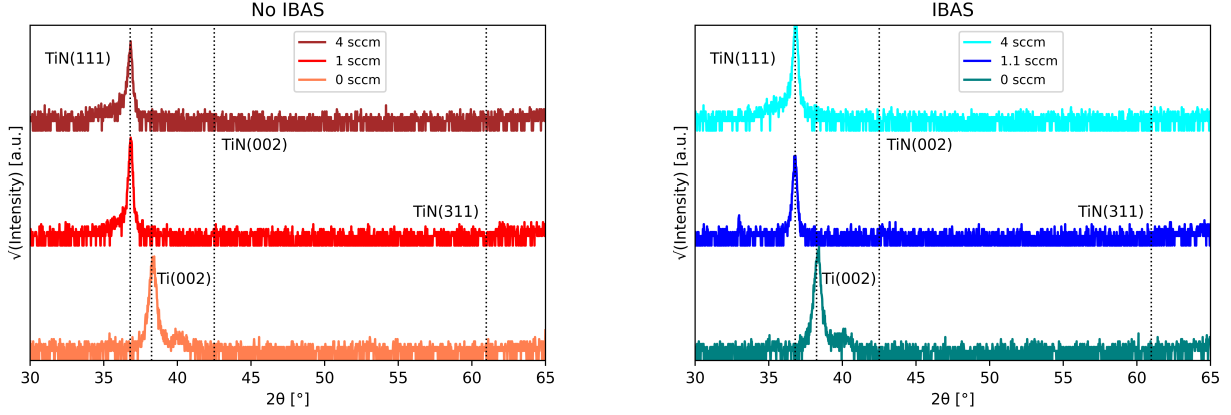 No IBAS
TiN(111)
4 sccm
1 sccm
0 sccm
TiN(002)
TiN(311)
Ti(002)
√(Intensity) [a.u.]
30 35 40 45 50 55 60 65
2θ [°]
IBAS
TiN(111)
4 sccm
1.1 sccm
0 sccm
TiN(002)
TiN(311)
Ti(002)
√(Intensity) [a.u.]
30 35 40 45 50 55 60 65
2θ [°]